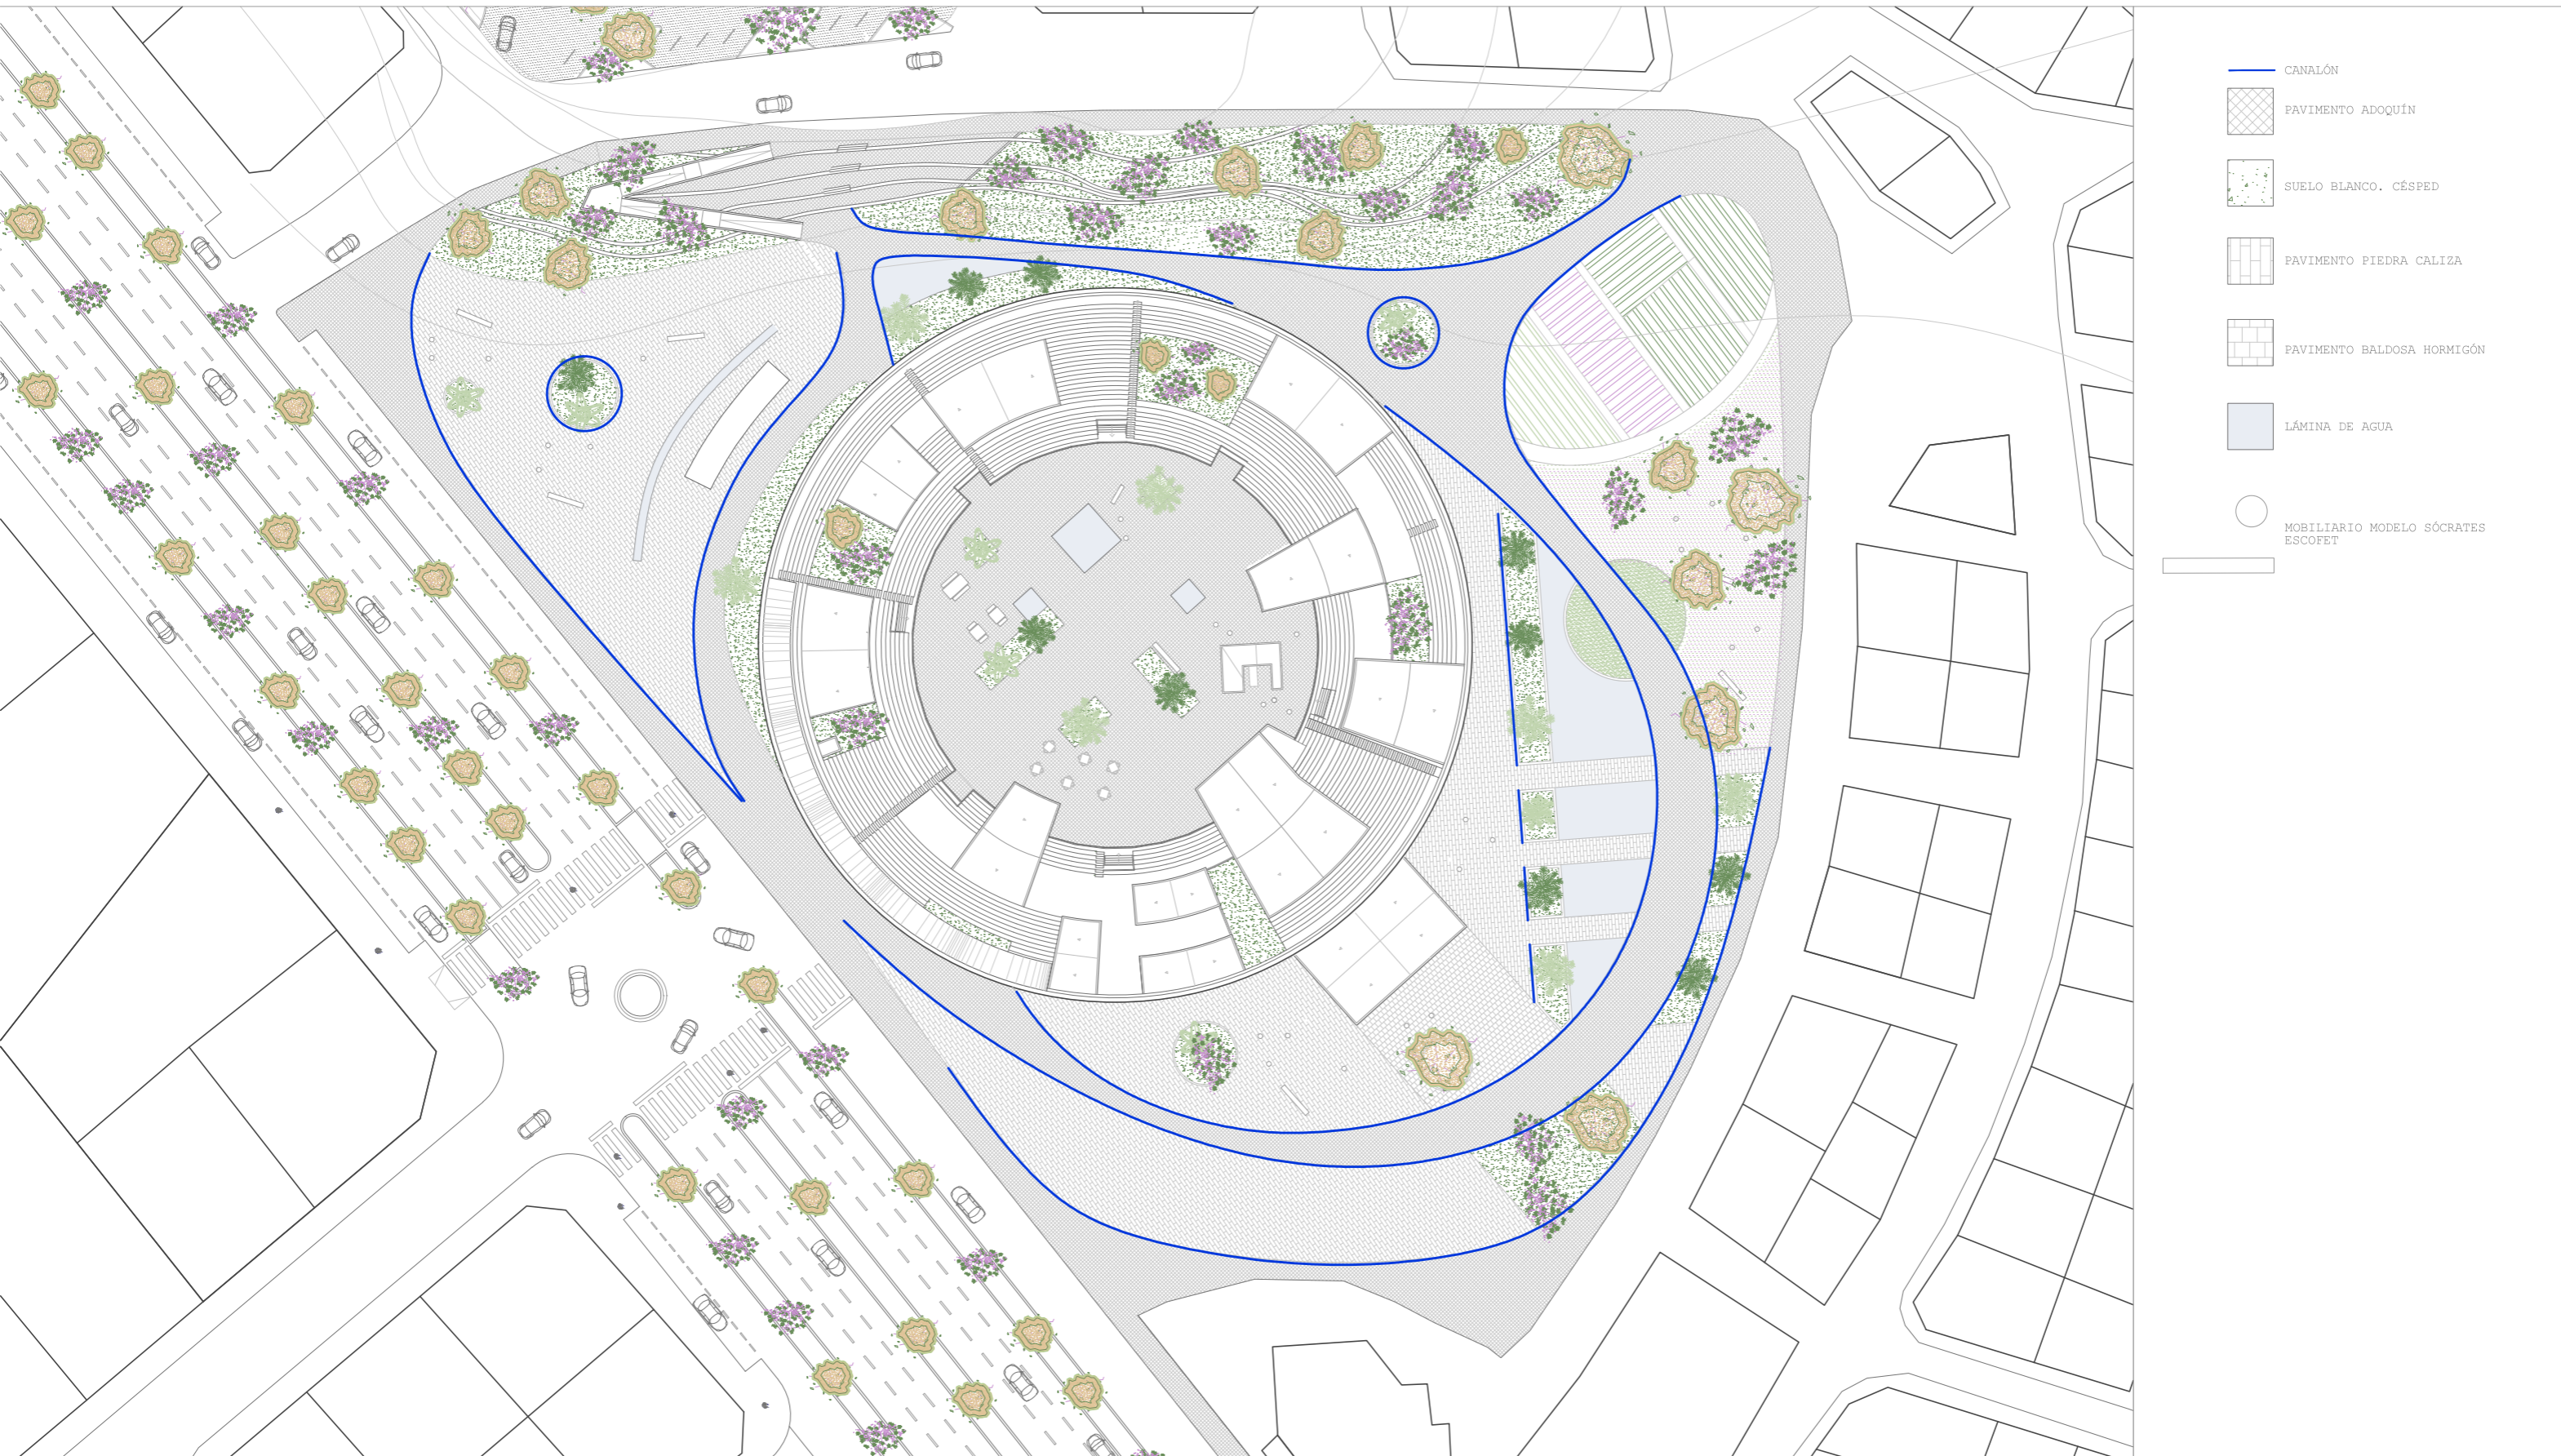 CANALÓN
PAVIMENTO ADOQUÍN
SUELO BLANCO. CÉSPED
PAVIMENTO PIEDRA CALIZA
PAVIMENTO BALDOSA HORMIGÓN
LÁMINA DE AGUA
MOBILIARIO MODELO SÓCRATES
ESCOFET